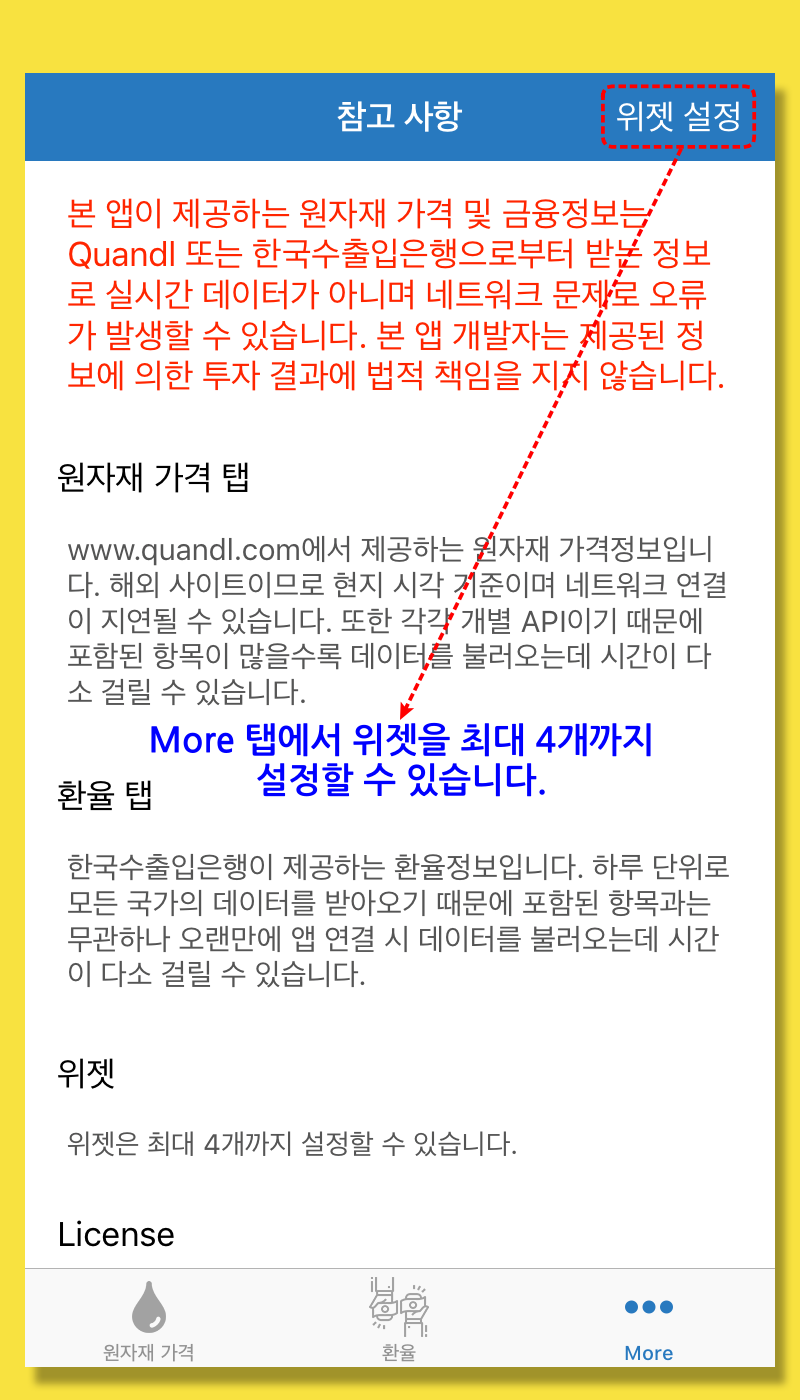 참고 사항
위젯 설정
본 앱이 제공하는 원자재 가격 및 금융정보는
Quandl 또는 한국수출입은행으로부터 받는 정보
로 실시간 데이터가 아니며 네트워크 문제로 오류
가 발생할 수 있습니다. 본 앱 개발자는 제공된 정
보에 의한 투자 결과에 법적 책임을 지지 않습니다.
원자재 가격 탭
www.quandl.com에서 제공하는 원자재 가격정보입니
다. 해외 사이트이므로 현지 시각 기준이며 네트워크 연결
이 지연될 수 있습니다. 또한 각각 개별 API이기 때문에
포함된 항목이 많을수록 데이터를 불러오는데 시간이 다
소 걸릴 수 있습니다.
More 탭에서 위젯을 최대 4개까지
설정할 수 있습니다.
환율 탭
한국수출입은행이 제공하는 환율정보입니다. 하루 단위로
모든 국가의 데이터를 받아오기 때문에 포함된 항목과는
무관하나 오랜만에 앱 연결 시 데이터를 불러오는데 시간
이 다소 걸릴 수 있습니다.
위젯
위젯은 최대 4개까지 설정할 수 있습니다.
License
원자재 가격
환율
More